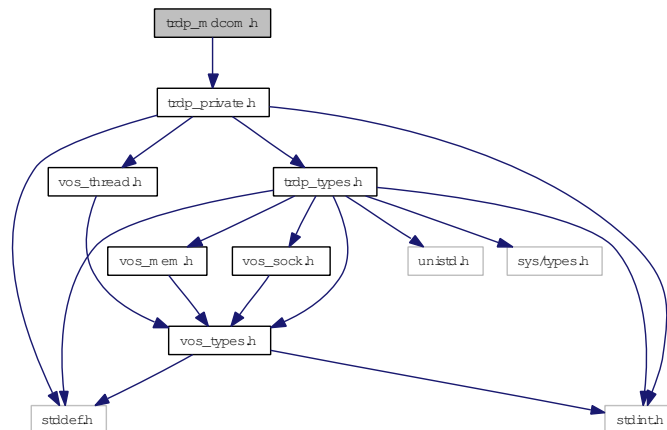 trdp_mdcom.h
trdp_private.h
vos_thread.h
trdp_types.h
vos_mem.h
vos_sock.h
unistd.h
sys/types.h
vos_types.h
stddef.h
stdint.h